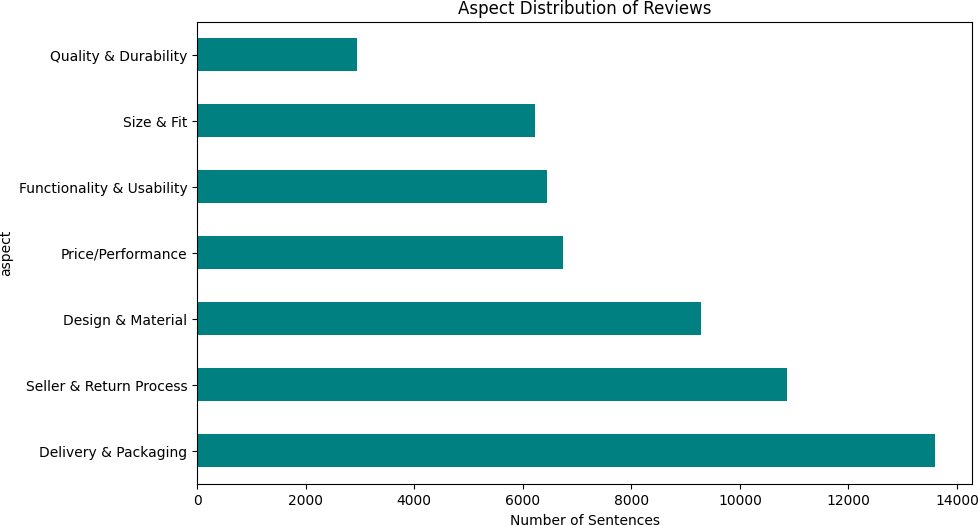 Aspect Distribution of Reviews
Quality & Durability
Size & Fit
Functionality & Usability
Price/Performance
Design & Material
Seller & Return Process
Delivery & Packaging
aspect
0 2000 4000 6000 8000 10000 12000 14000
Number of Sentences